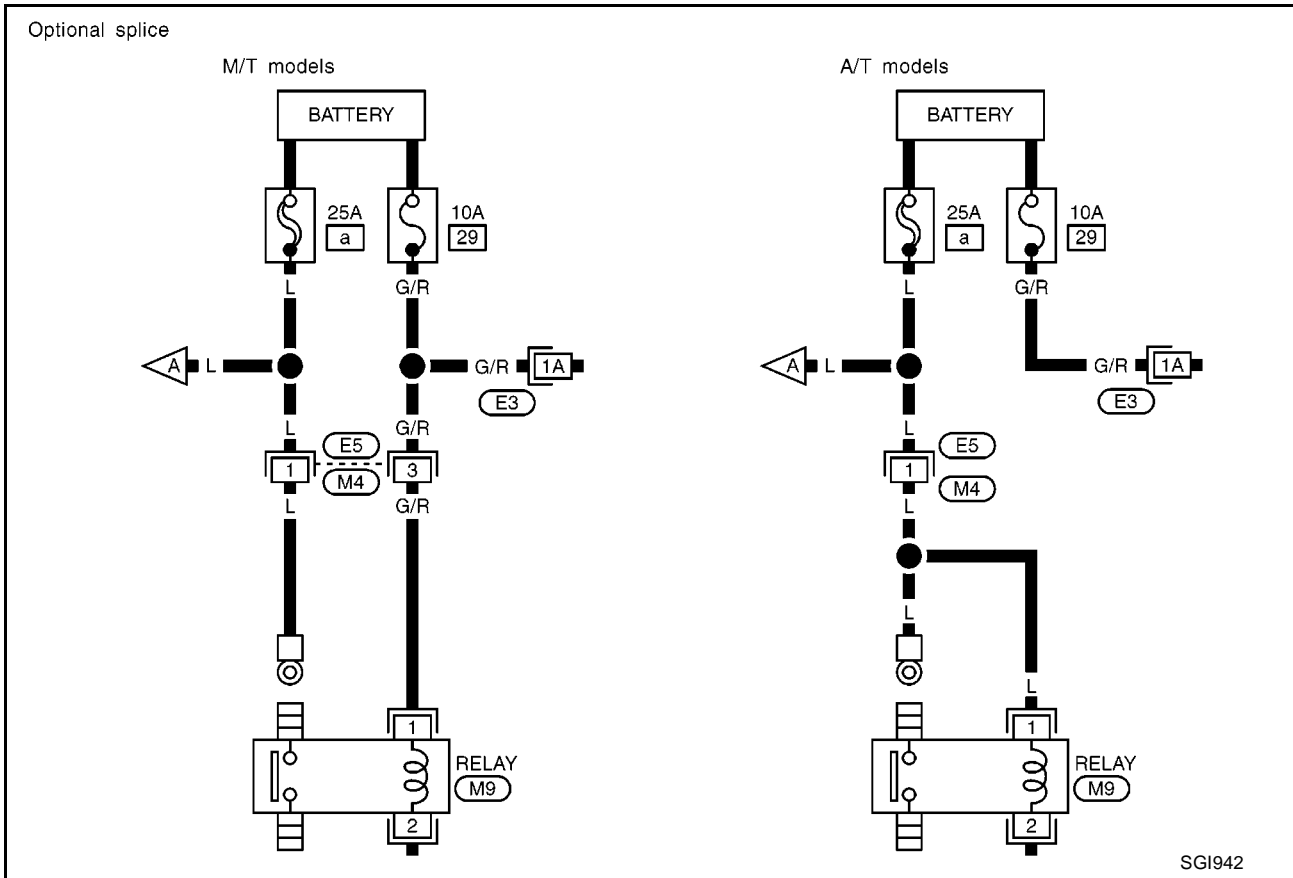 Optional splice
M/T models
A/T models
BATTERY
BATTERY
25A
a
10A
29
25A
a
10A
29
L
G/R
L
G/R
A
L
G/R
1A
A
L
G/R
1A
E3
E3
L
G/R
L
1
E5
M4
3
1
E5
M4
L
G/R
L
L
L
1
1
RELAY
M9
RELAY
M9
2
2
SGI942